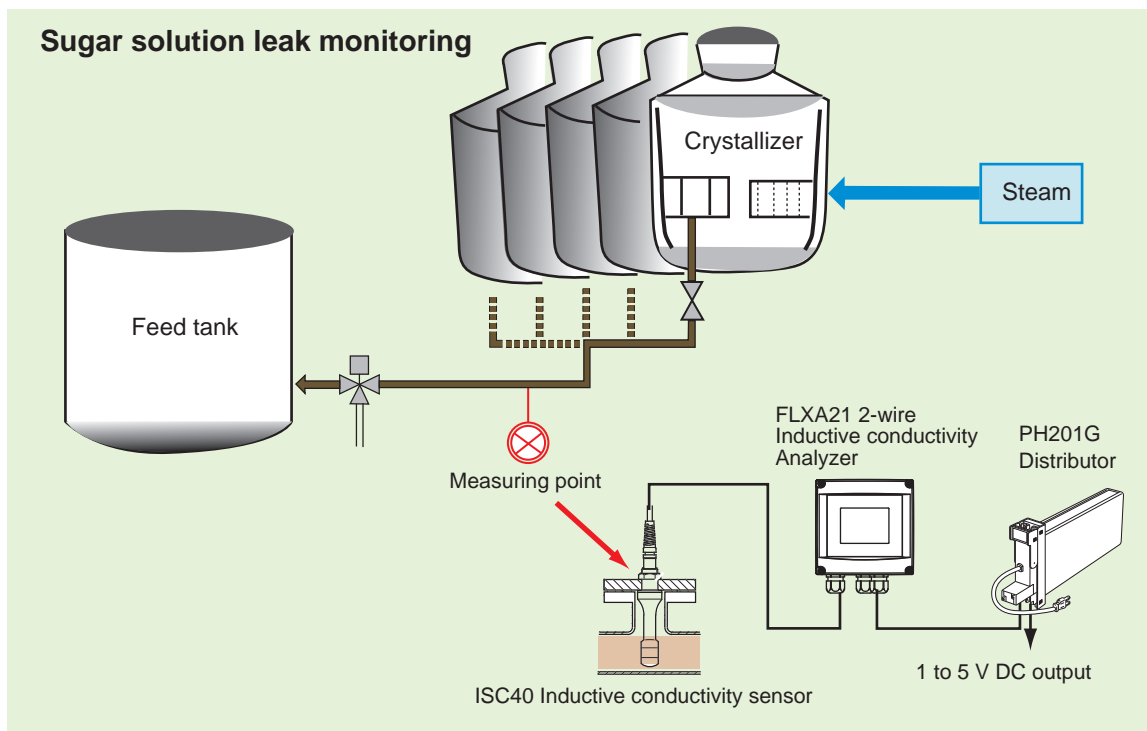 Sugar solution leak monitoring
Crystallizer
Steam
Feed tank
Measuring point
FLXA21 2-wire
Inductive conductivity
Analyzer
PH201G
Distributor
1 to 5 V DC output
ISC40 Inductive conductivity sensor